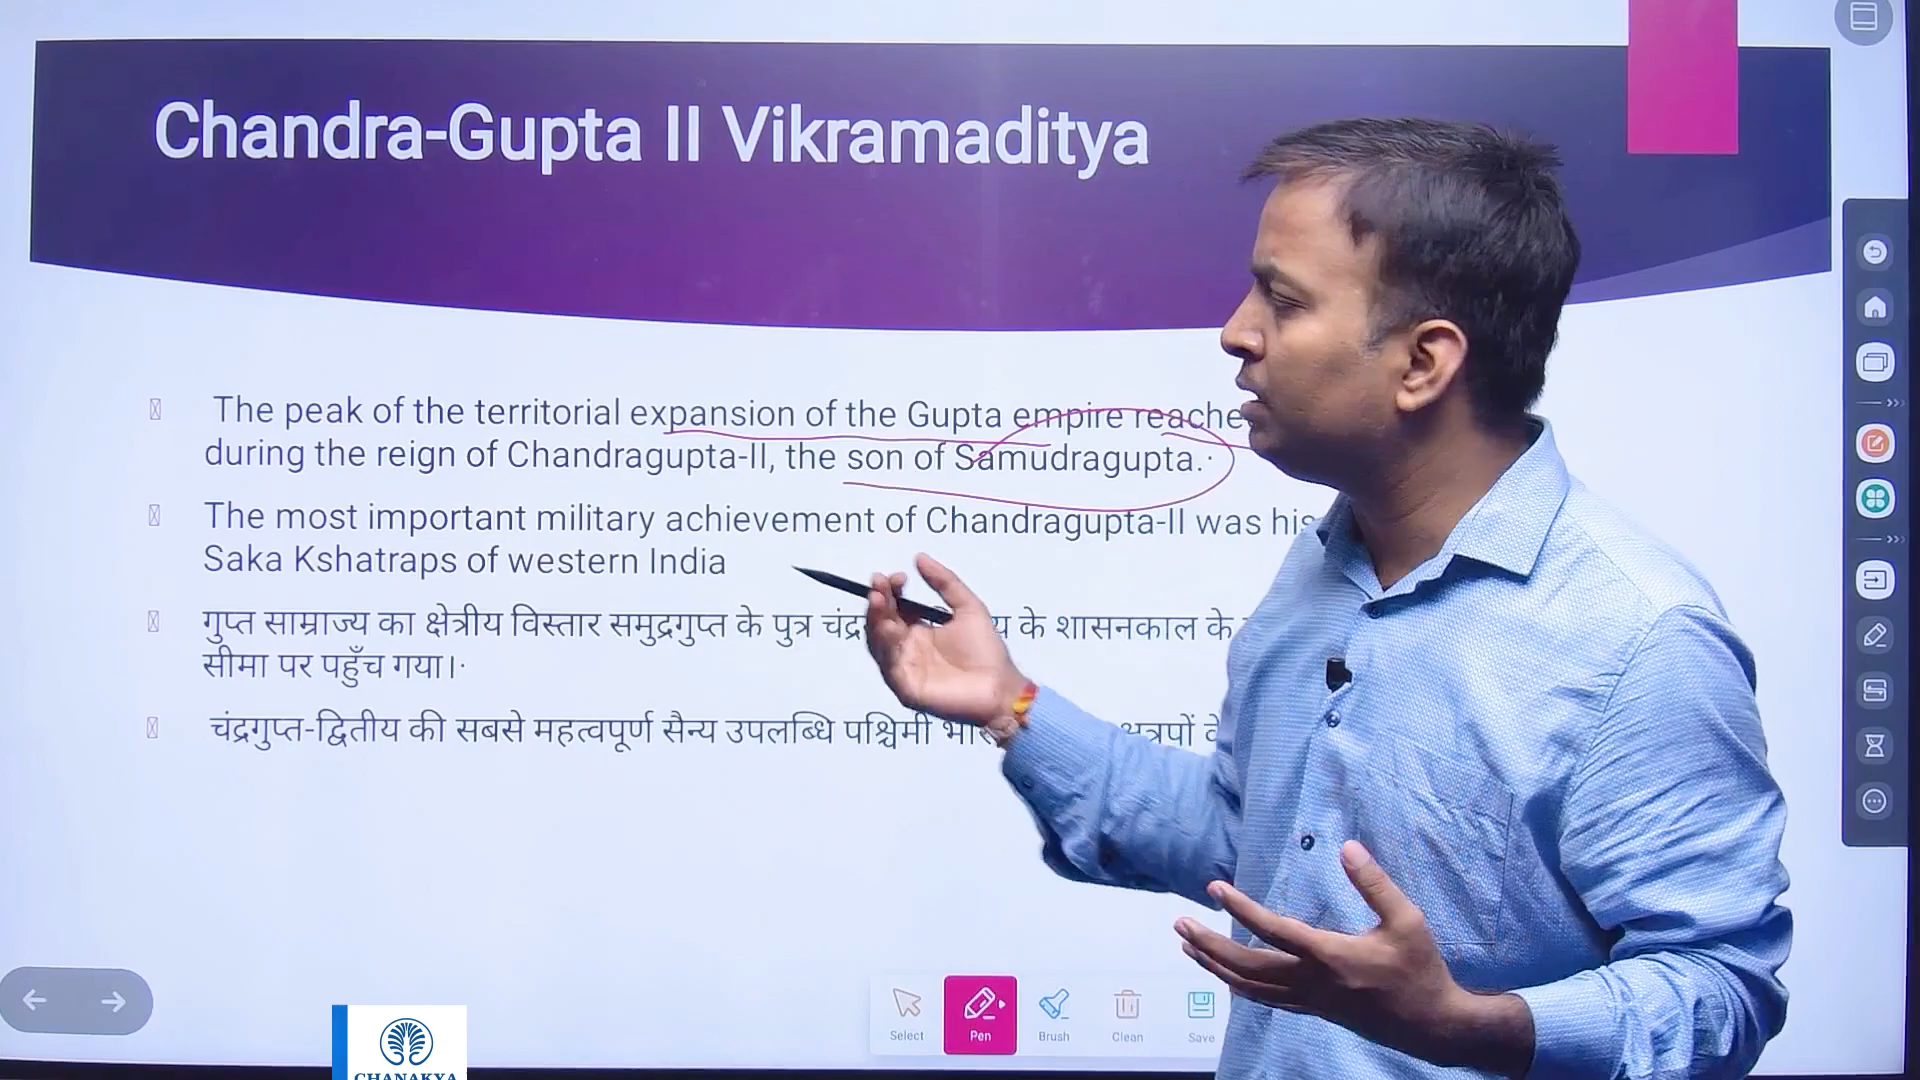 Chandra-Gupta II Vikramaditya
The peak of the territorial expansion of the Gupta empire
during the reign of Chandragupta-II, the son of Samudragupta.·
The most important military achievement of Chandragupta-II was his
Saka Kshatraps of western India
गुप्त साम्राज्य का क्षेत्रीय विस्तार समुद्रगुप्त के पुत्र के शासनकाल के
सीमा पर पहुँच गया।·
चंद्रगुप्त-द्वितीय की सबसे महत्वपूर्ण सैन्य उपलब्धि पश्चिमी
Select Pen Brush Clean Save
CHANAKYA